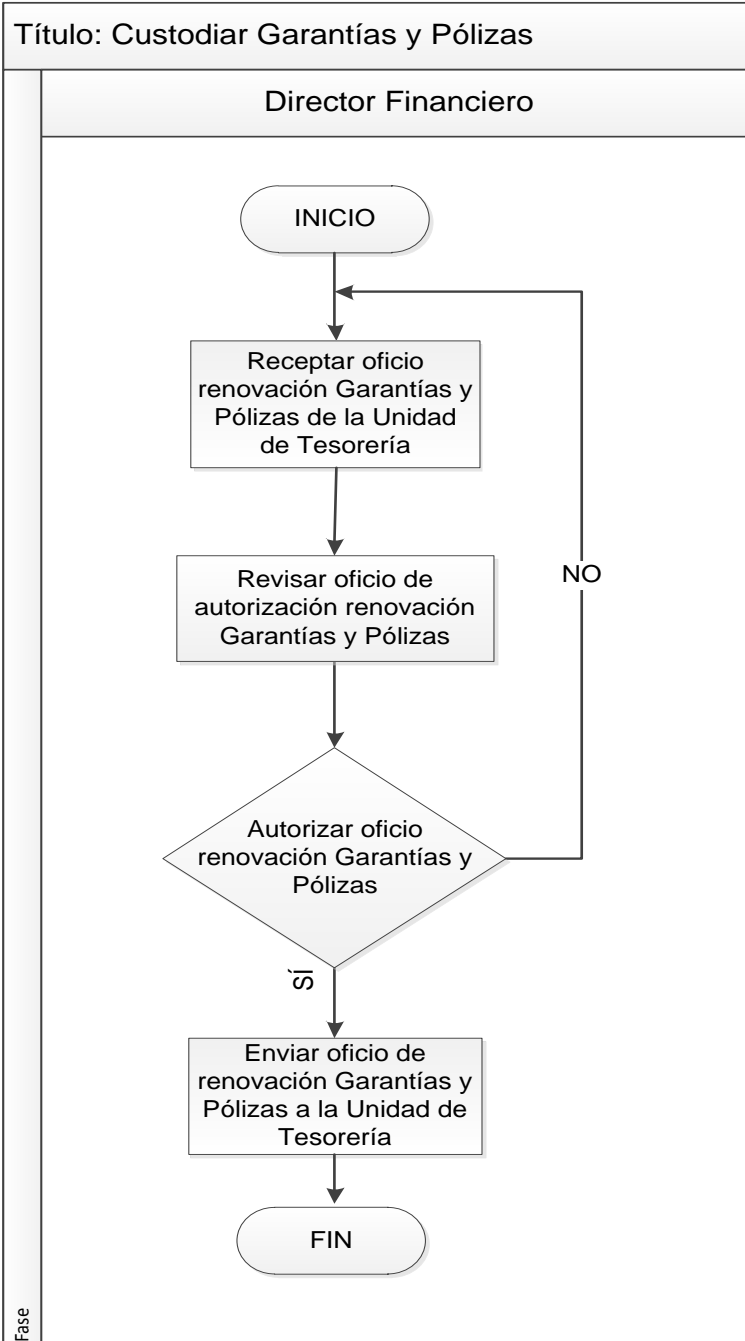 Título: Custodiar Garantías y Pólizas
Director Financiero
INICIO
Receptar oficio
renovación Garantías y
Pólizas de la Unidad
de Tesorería
Revisar oficio de
autorización renovación
Garantías y Pólizas
NO
Autorizar oficio
renovación Garantías y
Pólizas
SÍ
Enviar oficio de
renovación Garantías y
Pólizas a la Unidad de
Tesorería
FIN
Fase